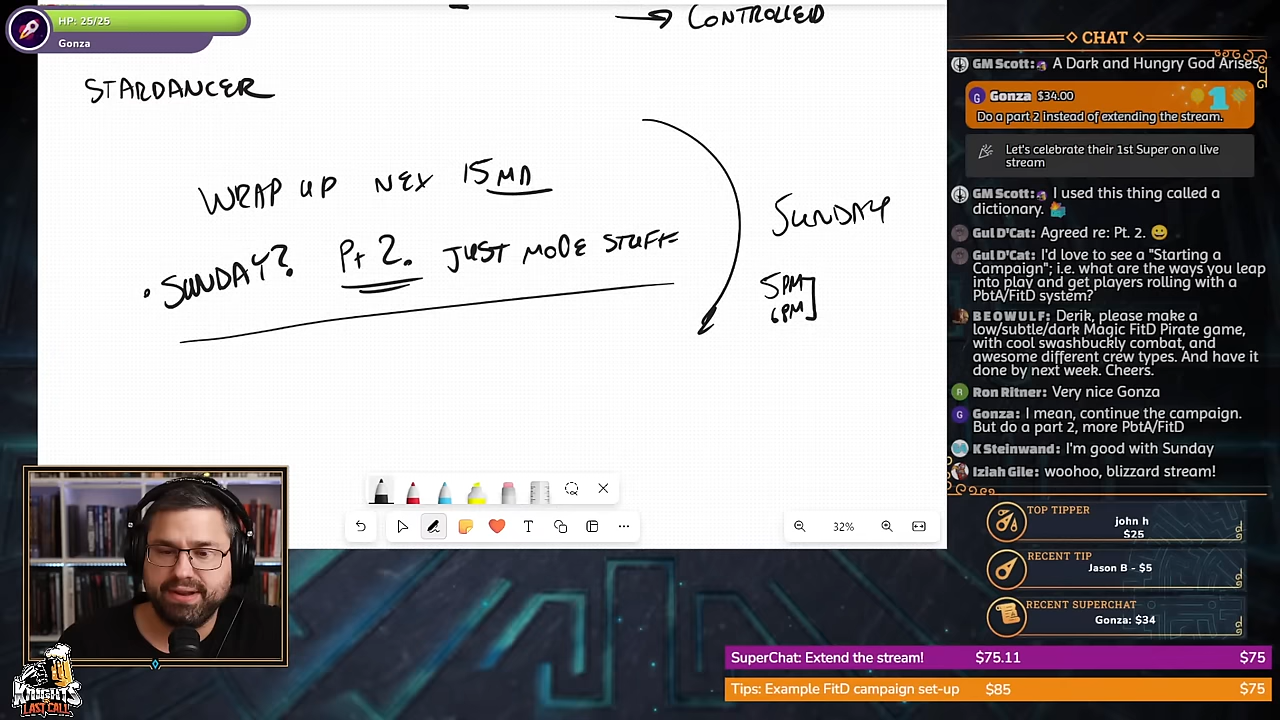 HP: 25/25
Gonza
→ CONTROLLED
STARDANCER
WRAP UP NEX 15
• SUNDAY? Pt 2. JUST STUFF
SUNDAY
5PM
6PM
32%
CHAT
GM Scott: A Dark and Hungry God Arises
Gonza $34.00
1
Do a part 2 instead of extending the stream.
Let's celebrate their 1st Super on a live
stream
GM Scott: I used this thing called a
dictionary.
Gul D'Cat: Agreed re: Pt. 2. 😀
Gul D'Cat: I'd love to see a "Starting a
Campaign"; i.e. what are the ways you leap
into play and get players rolling with a
PbtA/FitD system?
B E O W U L F: Derik, please make a
low/subtle/dark Magic FitD Pirate game,
with cool swashbuckly combat, and
awesome different crew types. And have it
done by next week. Cheers.
Ron Ritner: Very nice Gonza
Gonza: I mean, continue the campaign.
But do a part 2, more PbtA/FitD
K Steinwand: I'm good with Sunday
Iziah Gile: woohoo, blizzard stream!
TOP TIPPER
john h
$25
RECENT TIP
Jason B - $5
RECENT SUPERCHAT
Gonza: $34
SuperChat: Extend the stream! $75.11 $75
Tips: Example FitD campaign set-up $85 $75
KNIGHTS
LAST CALL